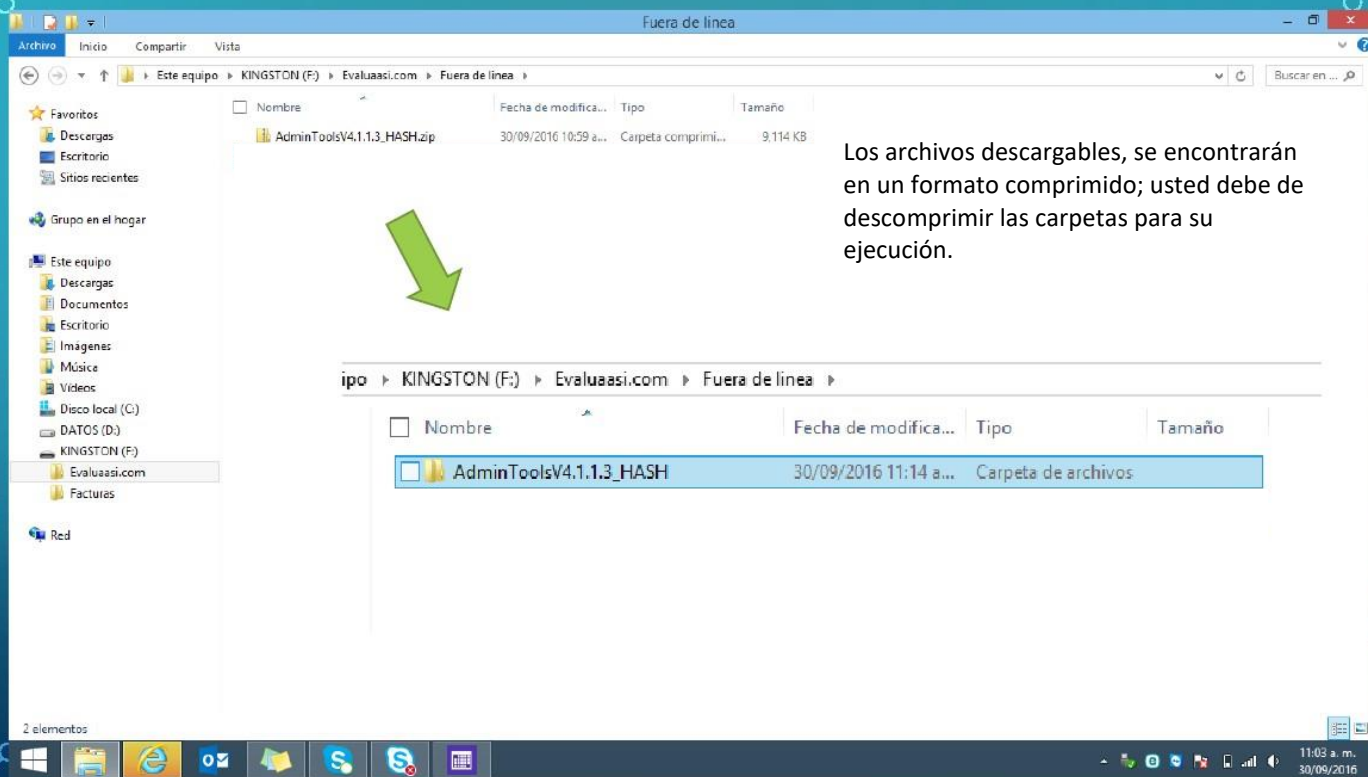 Fuera de linea
Archivo Inicio Compartir Vista
Este equipo KINGSTON (F:) Evaluaasi.com Fuera de linea
Buscar en ...
Favoritos
Descargas
Escritorio
Sitios recientes
Grupo en el hogar
Este equipo
Descargas
Documentos
Escritorio
Imágenes
Música
Vídeos
Disco local (C:)
DATOS (D:)
KINGSTON (F:)
Evaluaasi.com
Facturas
Red
Nombre Fecha de modifica... Tipo Tamaño
AdminToolsV4.1.1.3_HASH.zip 30/09/2016 10:59 a... Carpeta comprimi... 9,114 KB
Los archivos descargables, se encontrarán
en un formato comprimido; usted debe de
descomprimir las carpetas para su
ejecución.
ipo KINGSTON (F:) Evaluaasi.com Fuera de linea
Nombre Fecha de modifica... Tipo Tamaño
AdminToolsV4.1.1.3_HASH 30/09/2016 11:14 a... Carpeta de archivos
2 elementos
11:03 a. m.
30/09/2016